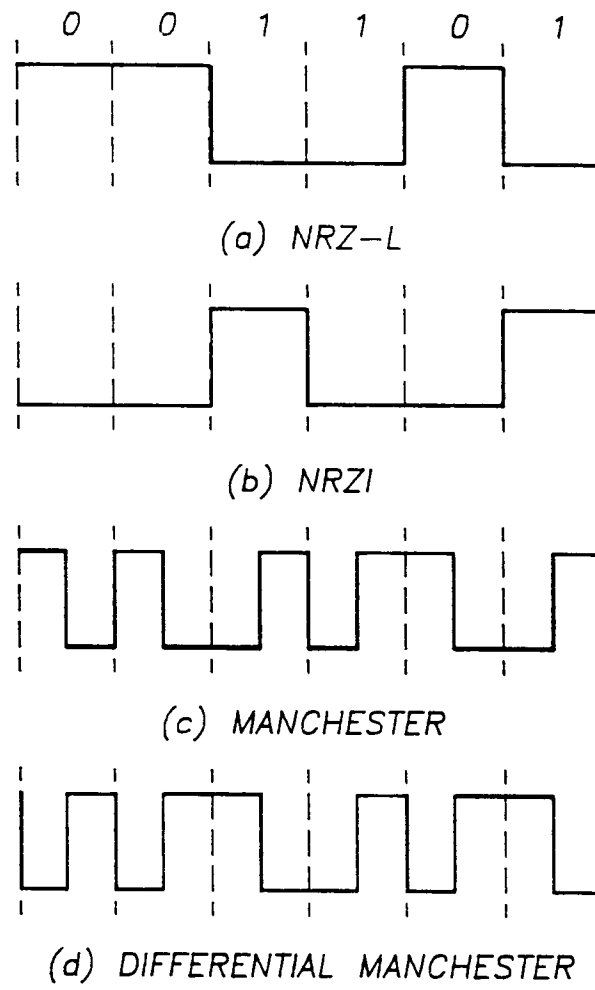 0 0 1 1 0 1
(a) NRZ-L
(b) NRZI
(c) MANCHESTER
(d) DIFFERENTIAL MANCHESTER